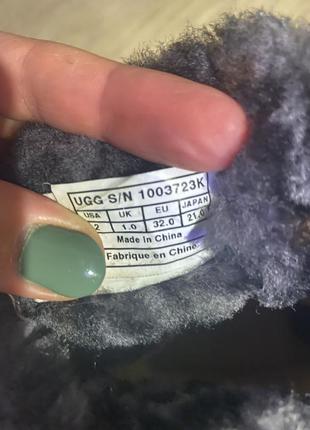 UGG S/N 1003723K
USA UK EU JAPAN
2 1.0 32.0 21.0
Made in China
Fabrique en Chine